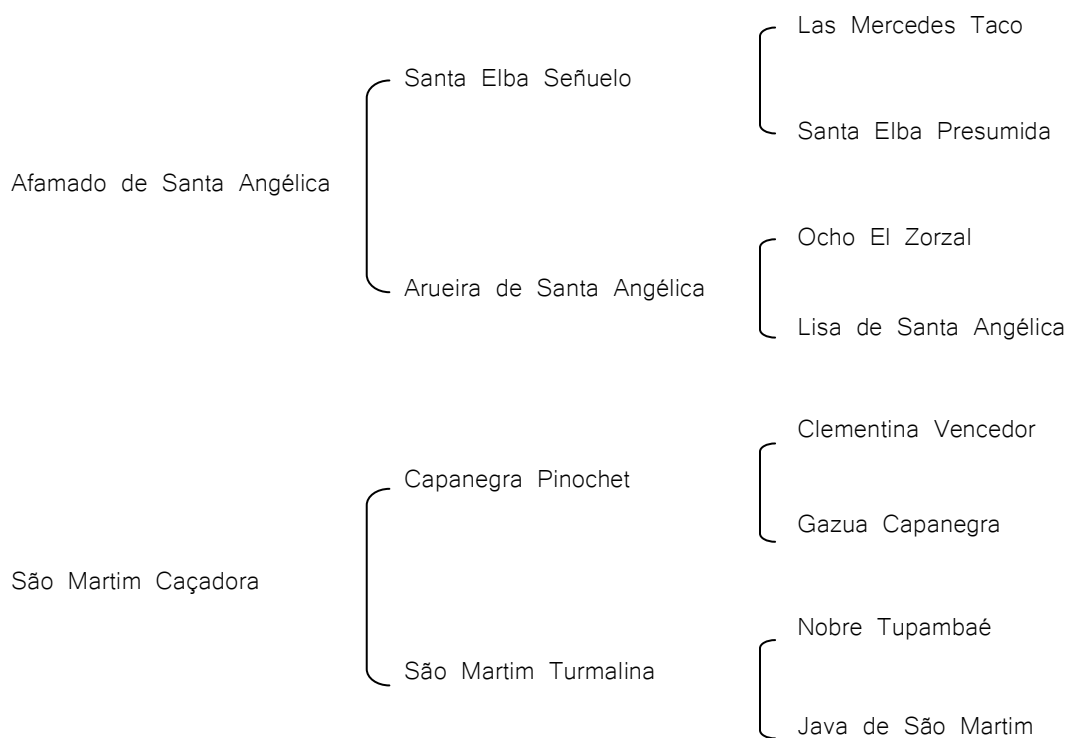 Las Mercedes Taco
Santa Elba Señuelo
Santa Elba Presumida
Afamado de Santa Angélica
Ocho El Zorzal
Arueira de Santa Angélica
Lisa de Santa Angélica
Clementina Vencedor
Capanegra Pinochet
Gazua Capanegra
São Martim Caçadora
Nobre Tupambaé
São Martim Turmalina
Java de São Martim